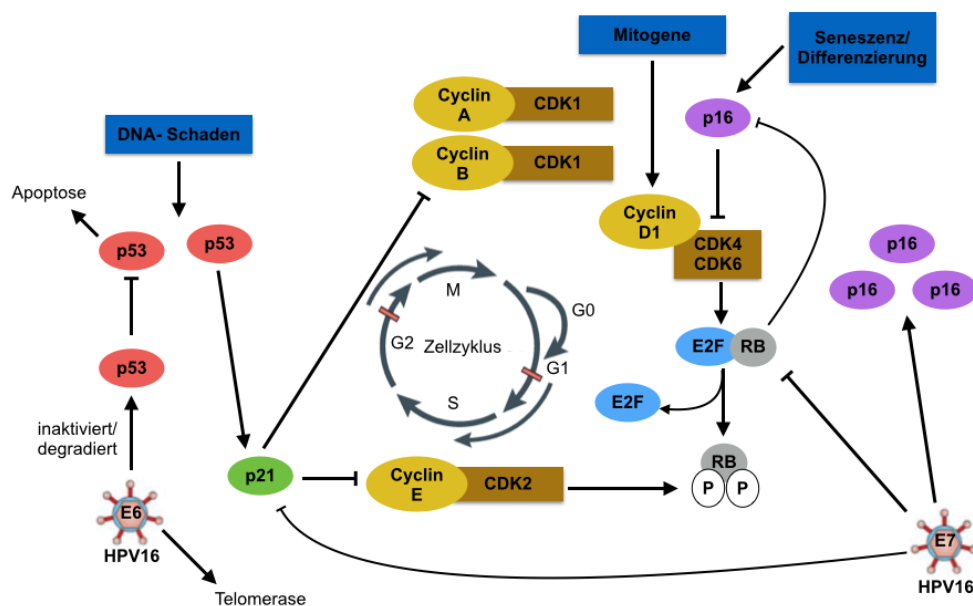 Mitogene
Seneszenz/
Differenzierung
Cyclin
A
CDK1
p16
DNA- Schaden
Cyclin
B
CDK1
Apoptose
Cyclin
D1
p53
p53
CDK4
CDK6
p16
p16
p16
M
G0
G2
Zellzyklus
G1
E2F
RB
p53
S
E2F
inaktiviert/
degradiert
p21
Cyclin
E
CDK2
RB
P
P
E6
HPV16
E7
HPV16
Telomerase